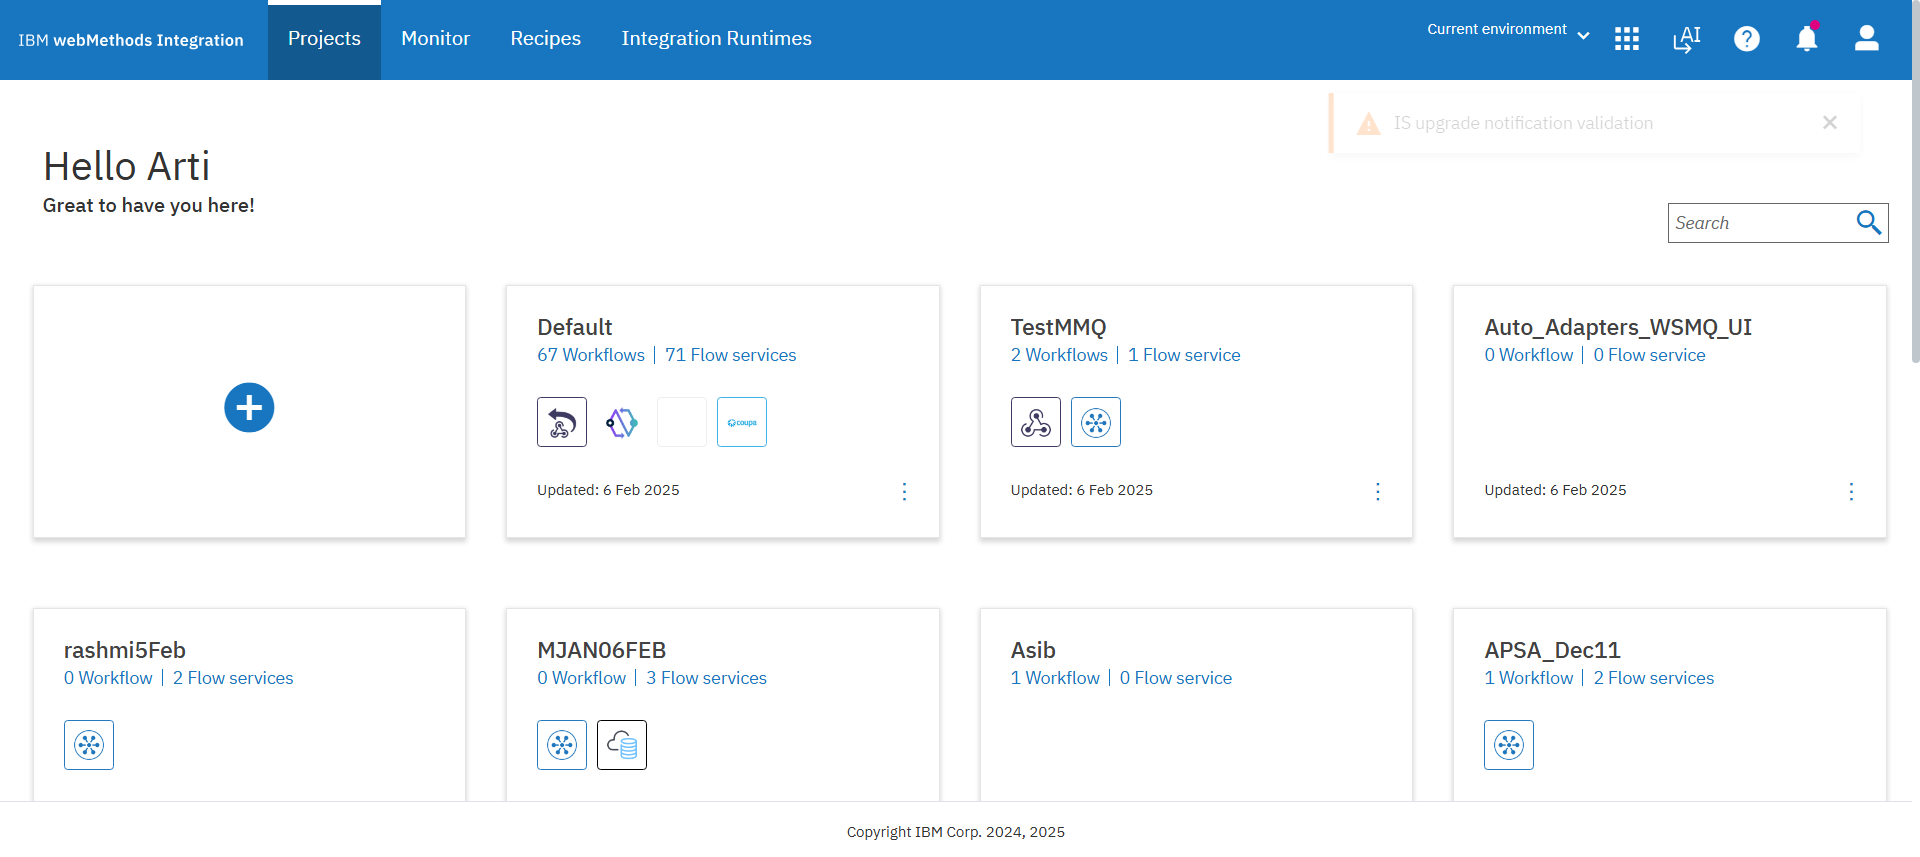 IBM webMethods Integration
Projects
Monitor
Recipes
Integration Runtimes
Current environment
AI
?
IS upgrade notification validation
Hello Arti
Great to have you here!
Search
Default
67 Workflows | 71 Flow services
coupa
Updated: 6 Feb 2025
TestMMQ
2 Workflows | 1 Flow service
Updated: 6 Feb 2025
Auto_Adapters_WSMQ_UI
0 Workflow | 0 Flow service
Updated: 6 Feb 2025
rashmi5Feb
0 Workflow | 2 Flow services
MJAN06FEB
0 Workflow | 3 Flow services
Asib
1 Workflow | 0 Flow service
APSA_Dec11
1 Workflow | 2 Flow services
Copyright IBM Corp. 2024, 2025